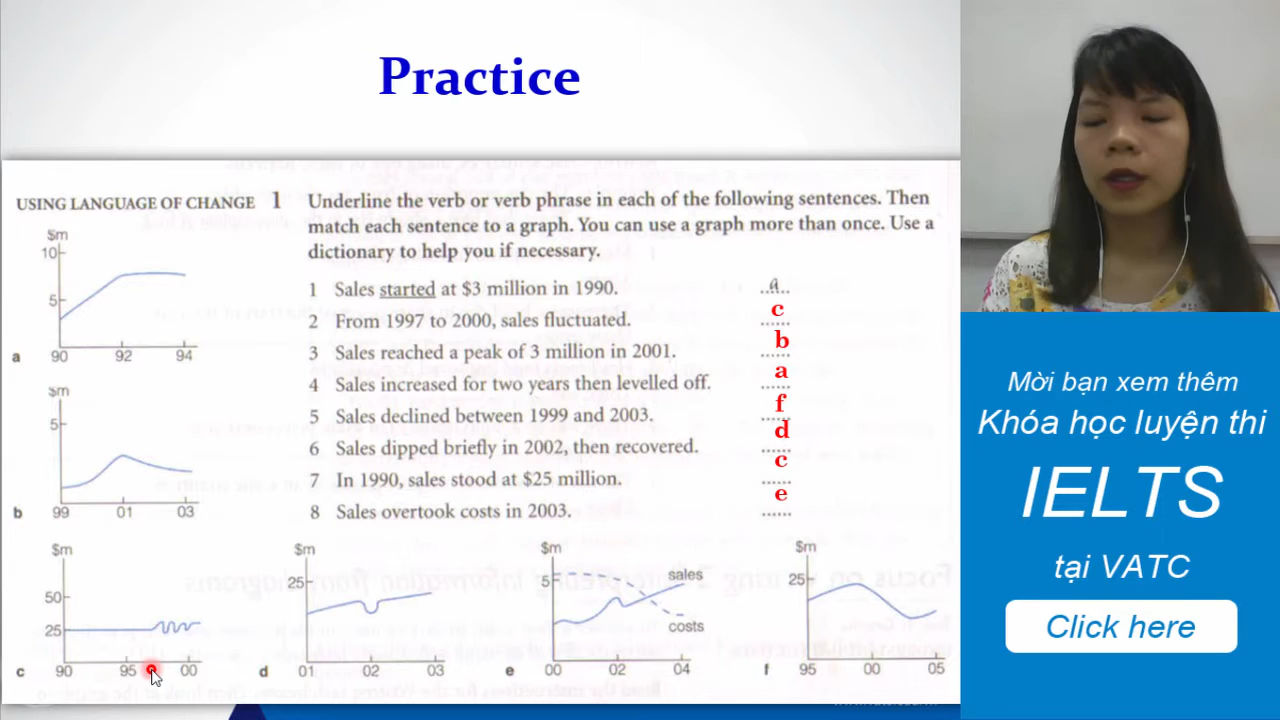 Practice
USING LANGUAGE OF CHANGE 1
Underline the verb or verb phrase in each of the following sentences. Then
match each sentence to a graph. You can use a graph more than once. Use a
dictionary to help you if necessary.
1 Sales started at $3 million in 1990. a
2 From 1997 to 2000, sales fluctuated. c
3 Sales reached a peak of 3 million in 2001. b
4 Sales increased for two years then levelled off. a
5 Sales declined between 1999 and 2003. f
6 Sales dipped briefly in 2002, then recovered. d
7 In 1990, sales stood at $25 million. c
8 Sales overtook costs in 2003. e
$m
10
5
a 90 92 94
$m
5
b 99 01 03
$m
50
25
c 90 95 00
$m
25
d 01 02 03
$m
5
sales
costs
e 00 02 04
$m
25
f 95 00 05
Mời bạn xem thêm
Khóa học luyện thi
IELTS
tại VATC
Click here